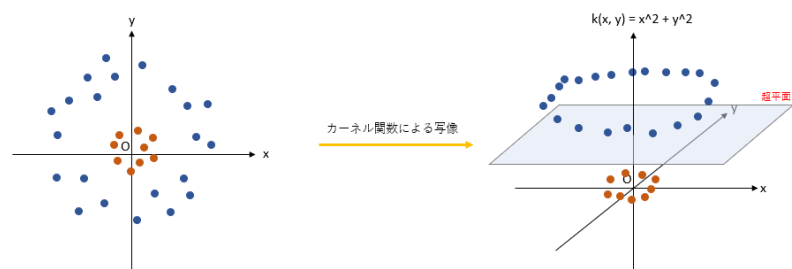 y
k(x, y) = x^2 + y^2
超平面
y
カーネル関数による写像
O
x
O
x